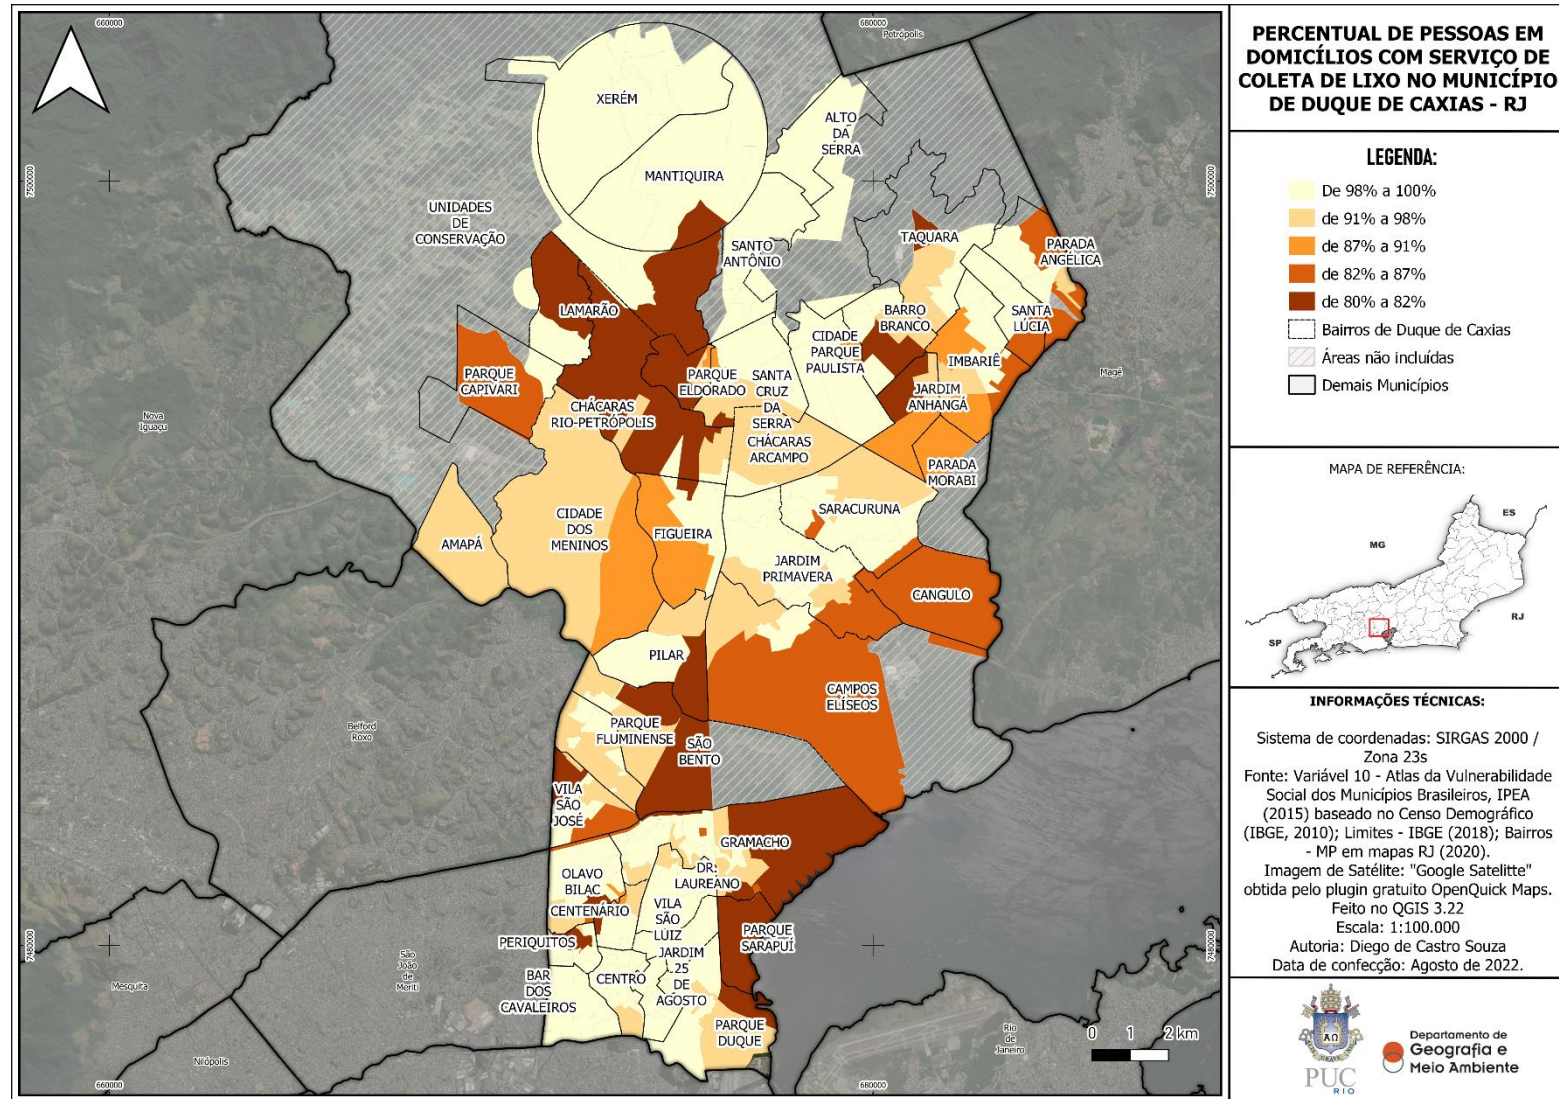 PERCENTUAL DE PESSOAS EM
DOMICÍLIOS COM SERVIÇO DE
COLETA DE LIXO NO MUNICÍPIO
DE DUQUE DE CAXIAS - RJ
LEGENDA:
De 98% a 100%
de 91% a 98%
de 87% a 91%
de 82% a 87%
de 80% a 82%
Bairros de Duque de Caxias
Áreas não incluídas
Demais Municípios
MAPA DE REFERÊNCIA:
ES
MG
RJ
SP
INFORMAÇÕES TÉCNICAS:
Sistema de coordenadas: SIRGAS 2000 /
Zona 23s
Fonte: Variável 10 - Atlas da Vulnerabilidade
Social dos Municípios Brasileiros, IPEA
(2015) baseado no Censo Demográfico
(IBGE, 2010); Limites - IBGE (2018); Bairros
- MP em mapas RJ (2020).
Imagem de Satélite: "Google Satelitte"
obtida pelo plugin gratuito OpenQuick Maps.
Feito no QGIS 3.22
Escala: 1:100.000
Autoria: Diego de Castro Souza
Data de confecção: Agosto de 2022.
ΑΩ
PUC
RIO
Departamento de
Geografia e
Meio Ambiente
660000
680000
7500000
7500000
7480000
7480000
660000
680000
Petrópolis
XERÉM
ALTO
DA
SERRA
MANTIQUIRA
UNIDADES
DE
CONSERVAÇÃO
SANTO
ANTÔNIO
TAQUARA
PARADA
ANGÉLICA
LAMARÃO
BARRO
BRANCO
SANTA
LÚCIA
CIDADE
PARQUE
PAULISTA
IMBARIÊ
Magé
PARQUE
CAPIVARI
PARQUE
ELDORADO
SANTA
CRUZ
DA
SERRA
JARDIM
ANHANGÁ
Nova
Iguaçu
CHÁCARAS
RIO-PETRÓPOLIS
CHÁCARAS
ARCAMPO
PARADA
MORABI
CIDADE
DOS
MENINOS
SARACURUNA
FIGUEIRA
AMAPÁ
JARDIM
PRIMAVERA
CANGULO
PILAR
CAMPOS
ELÍSEOS
Belford
Roxo
PARQUE
FLUMINENSE
SÃO
BENTO
VILA
SÃO
JOSÉ
GRAMACHO
OLAVO
BILAC
DR.
LAUREANO
CENTENÁRIO
VILA
SÃO
LUIZ
PARQUE
SARAPUÍ
PERIQUITOS
São
João
de
Meriti
JARDIM
25
DE
AGOSTO
CENTRO
BAR
DOS
CAVALEIROS
Mesquita
PARQUE
DUQUE
Rio
de
Janeiro
Nilópolis
0 1 2 km